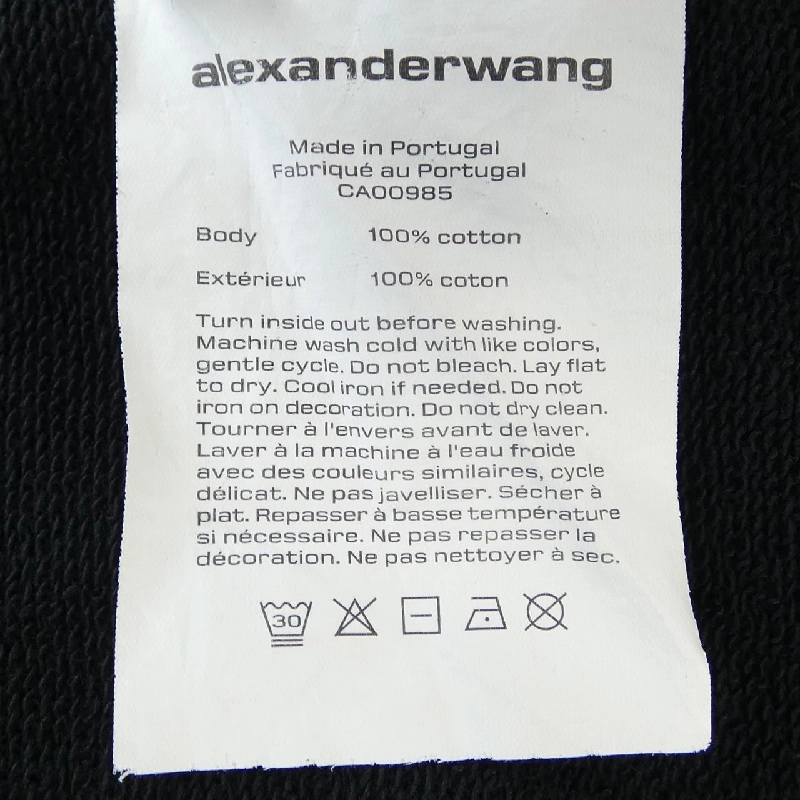 alexanderwang
Made in Portugal
Fabriqué au Portugal
CA00985
Body 100% cotton
Extérieur 100% coton
Turn inside out before washing.
Machine wash cold with like colors,
gentle cycle. Do not bleach. Lay flat
to dry. Cool iron if needed. Do not
iron on decoration. Do not dry clean.
Tourner à l'envers avant de laver.
Laver à la machine à l'eau froide
avec des couleurs similaires, cycle
délicat. Ne pas javelliser. Sécher à
plat. Repasser à basse température
si nécessaire. Ne pas repasser la
décoration. Ne pas nettoyer à sec.
30